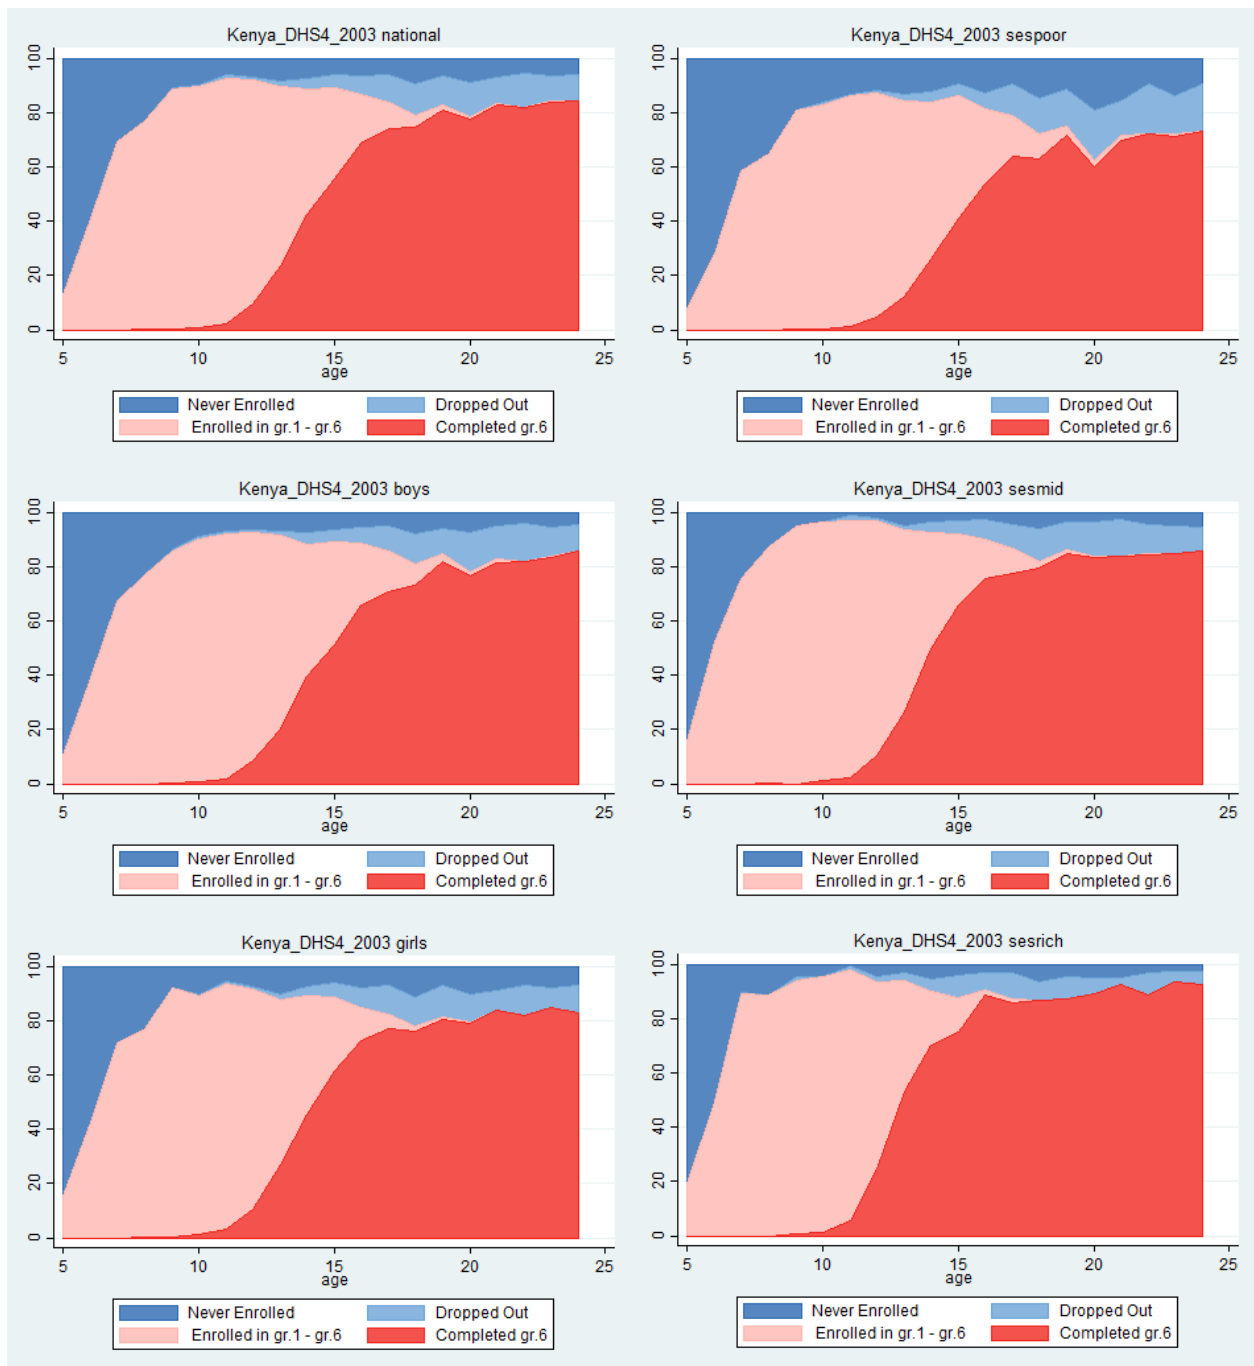 Kenya_DHS4_2003 national
100
80
60
40
20
0
5 10 15 20 25
age
Never Enrolled Dropped Out
Enrolled in gr.1 - gr.6 Completed gr.6
Kenya_DHS4_2003 sespoor
100
80
60
40
20
0
5 10 15 20 25
age
Never Enrolled Dropped Out
Enrolled in gr.1 - gr.6 Completed gr.6
Kenya_DHS4_2003 boys
100
80
60
40
20
0
5 10 15 20 25
age
Never Enrolled Dropped Out
Enrolled in gr.1 - gr.6 Completed gr.6
Kenya_DHS4_2003 sesmid
100
80
60
40
20
0
5 10 15 20 25
age
Never Enrolled Dropped Out
Enrolled in gr.1 - gr.6 Completed gr.6
Kenya_DHS4_2003 girls
100
80
60
40
20
0
5 10 15 20 25
age
Never Enrolled Dropped Out
Enrolled in gr.1 - gr.6 Completed gr.6
Kenya_DHS4_2003 sesrich
100
80
60
40
20
0
5 10 15 20 25
age
Never Enrolled Dropped Out
Enrolled in gr.1 - gr.6 Completed gr.6